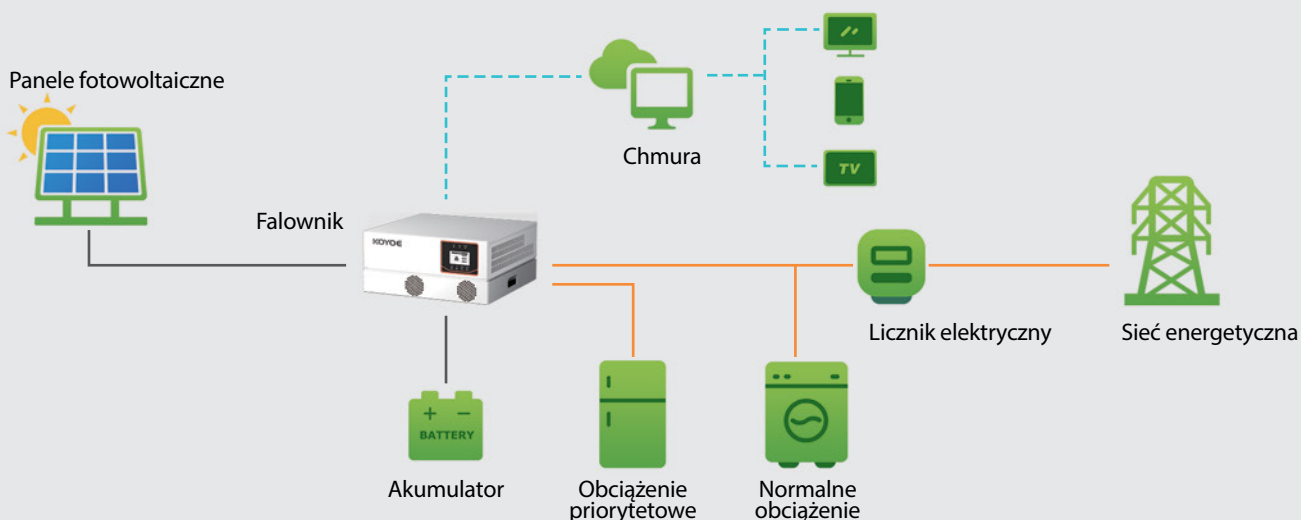 Panele fotowoltaiczne
Chmura
TV
Falownik
KOYOE
Licznik elektryczny
Sieć energetyczna
+ −
BATTERY
Akumulator
Obciążenie
priorytetowe
Normalne
obciążenie